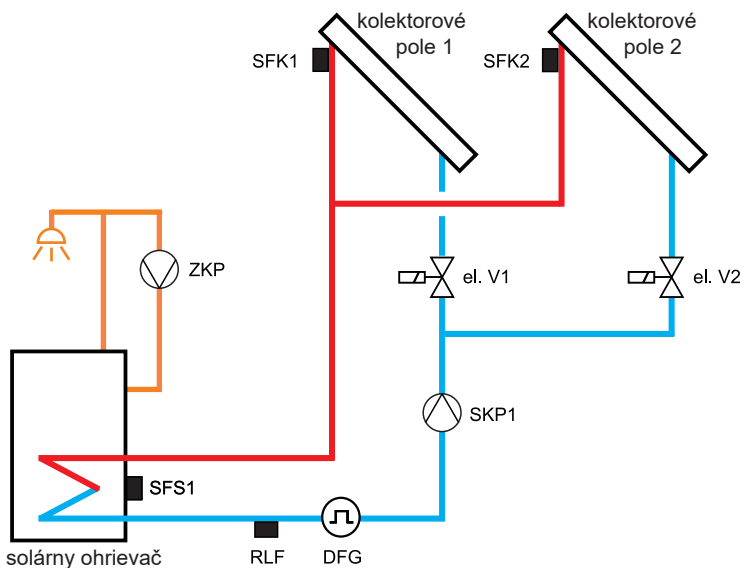 kolektorové
pole 1
kolektorové
pole 2
SFK1
SFK2
ZKP
el. V1
el. V2
SKP1
SFS1
solárny ohrievač
RLF
DFG